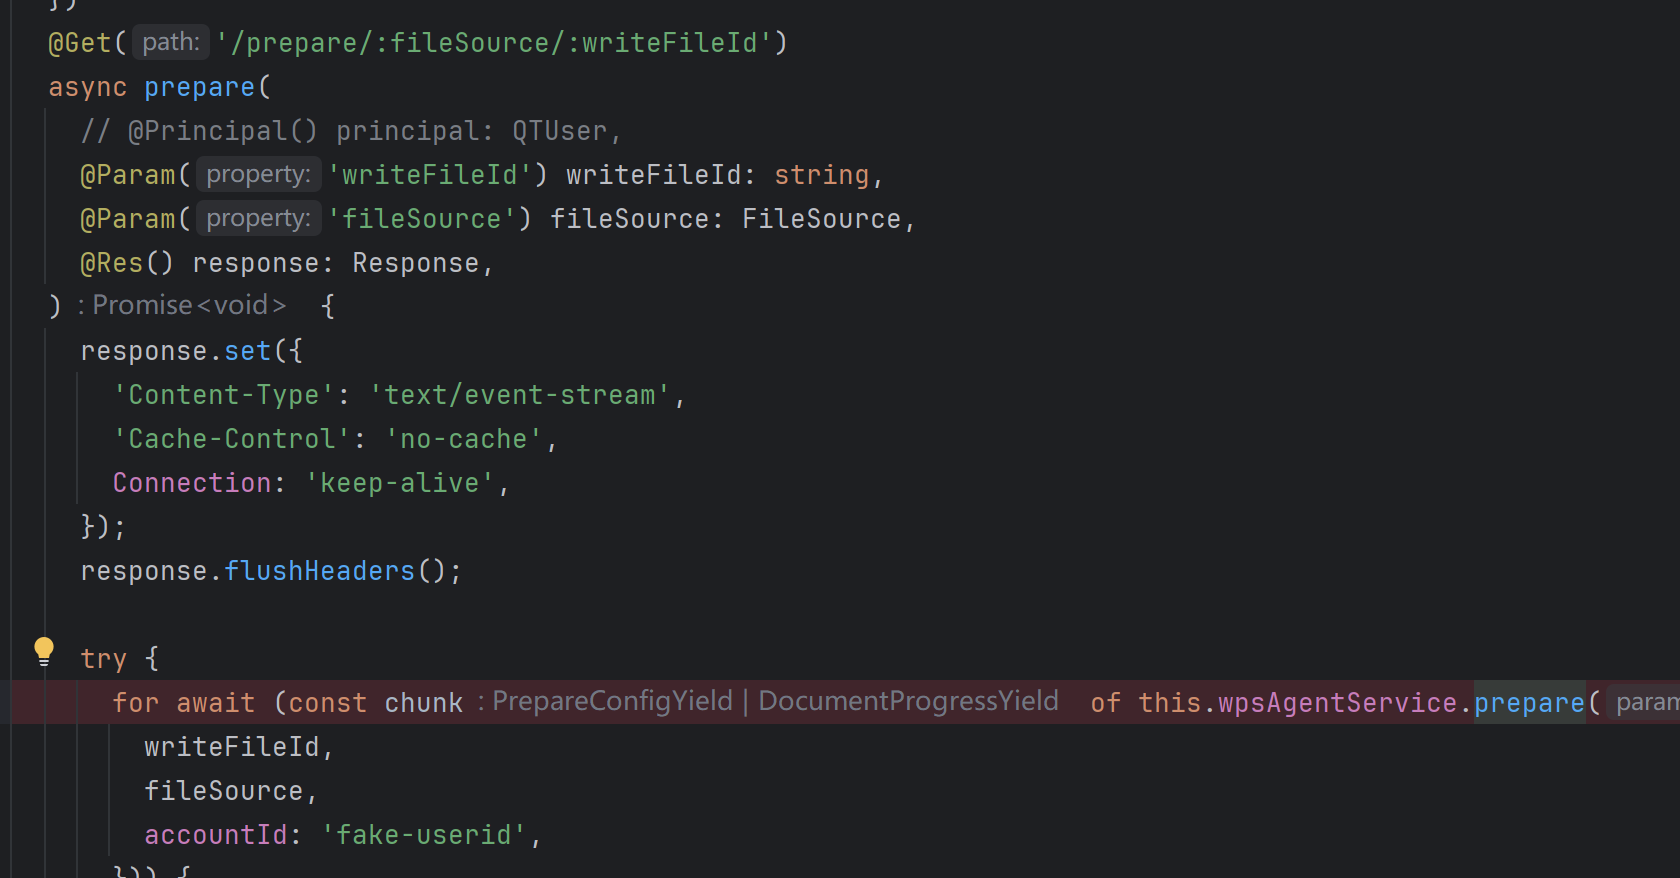 @Get( path: '/prepare/:fileSource/:writeFileId')
async prepare(
// @Principal() principal: QTUser,
@Param( property: 'writeFileId') writeFileId: string,
@Param( property: 'fileSource') fileSource: FileSource,
@Res() response: Response,
) : Promise<void> {
response.set({
'Content-Type': 'text/event-stream',
'Cache-Control': 'no-cache',
Connection: 'keep-alive',
});
response.flushHeaders();
try {
for await (const chunk : PrepareConfigYield | DocumentProgressYield of this.wpsAgentService.prepare( param
writeFileId,
fileSource,
accountId: 'fake-userid',
})) {